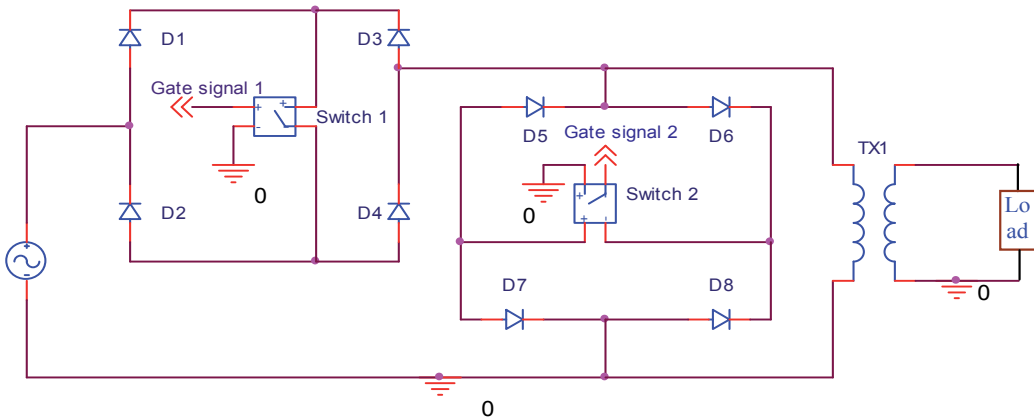 D1
D3
Gate signal 1
Switch 1
0
D2
D4
D5
D6
Gate signal 2
Switch 2
0
D7
D8
TX1
Lo
ad
0
0